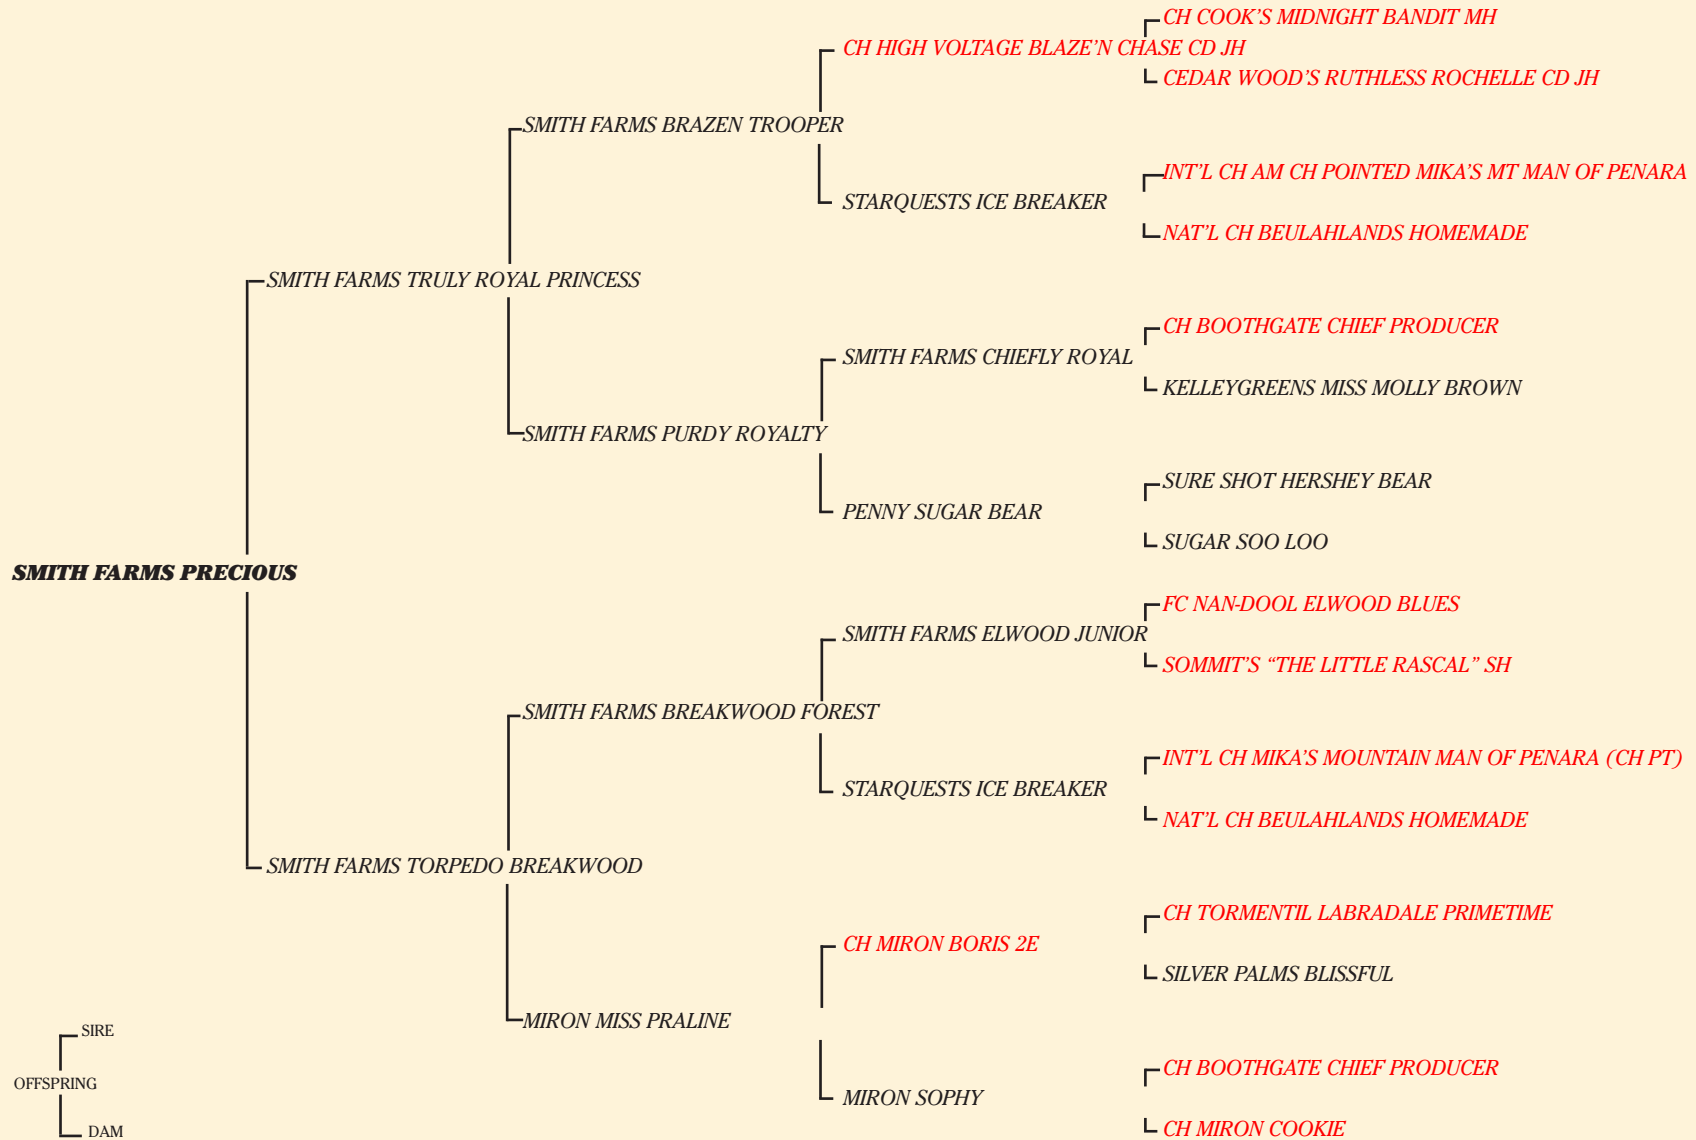 CH COOK'S MIDNIGHT BANDIT MH
CH HIGH VOLTAGE BLAZE'N CHASE CD JH
CEDAR WOOD'S RUTHLESS ROCHELLE CD JH
SMITH FARMS BRAZEN TROOPER
INT'L CH AM CH POINTED MIKA'S MT MAN OF PENARA
STARQUESTS ICE BREAKER
NAT'L CH BEULAHLANDS HOMEMADE
SMITH FARMS TRULY ROYAL PRINCESS
CH BOOTHGATE CHIEF PRODUCER
SMITH FARMS CHIEFLY ROYAL
KELLEYGREENS MISS MOLLY BROWN
SMITH FARMS PURDY ROYALTY
SURE SHOT HERSHEY BEAR
PENNY SUGAR BEAR
SUGAR SOO LOO
SMITH FARMS PRECIOUS
FC NAN-DOOL ELWOOD BLUES
SMITH FARMS ELWOOD JUNIOR
SOMMIT'S “THE LITTLE RASCAL” SH
SMITH FARMS BREAKWOOD FOREST
INT'L CH MIKA'S MOUNTAIN MAN OF PENARA (CH PT)
STARQUESTS ICE BREAKER
NAT'L CH BEULAHLANDS HOMEMADE
SMITH FARMS TORPEDO BREAKWOOD
CH TORMENTIL LABRADALE PRIMETIME
CH MIRON BORIS 2E
SILVER PALMS BLISSFUL
MIRON MISS PRALINE
CH BOOTHGATE CHIEF PRODUCER
MIRON SOPHY
CH MIRON COOKIE
SIRE
OFFSPRING
DAM